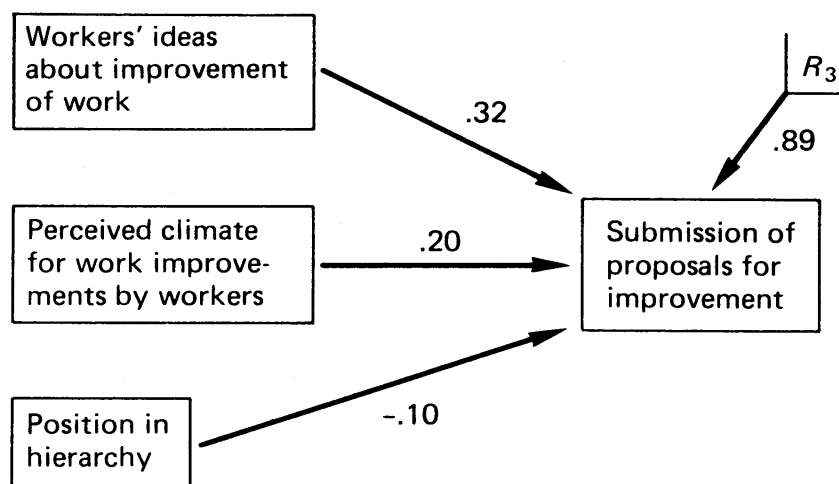 Workers' ideas
about improvement
of work
R3
.32
.89
Perceived climate
for work improve-
ments by workers
.20
Submission of
proposals for
improvement
Position in
hierarchy
-.10